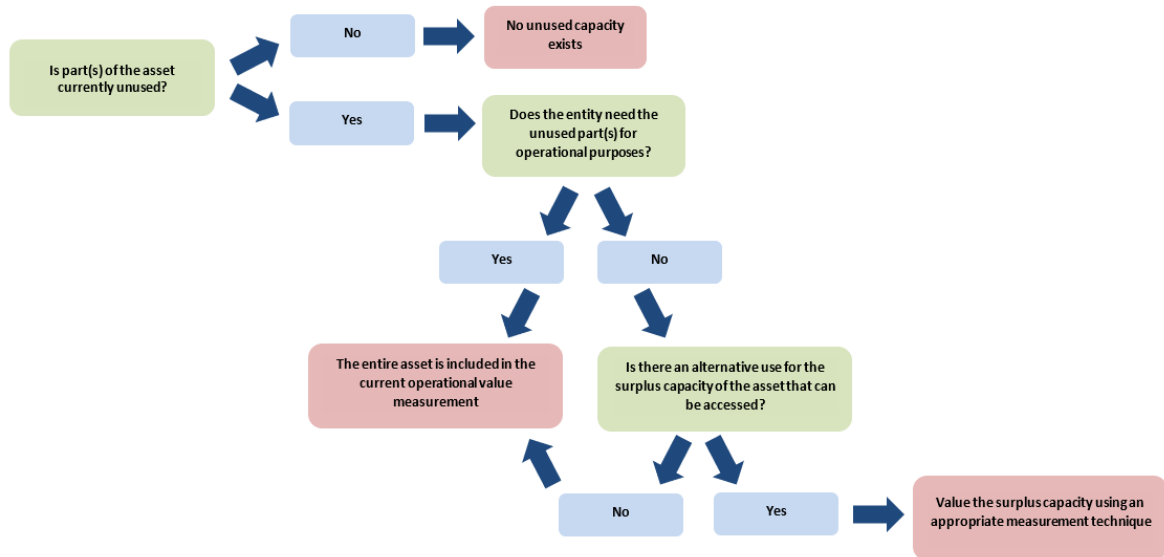 No
No unused capacity
exists
Is part(s) of the asset
currently unused?
Yes
Does the entity need the
unused part(s) for
operational purposes?
Yes
No
The entire asset is included in the
current operational value
measurement
Is there an alternative use for the
surplus capacity of the asset that can
be accessed?
No
Yes
Value the surplus capacity using an
appropriate measurement technique